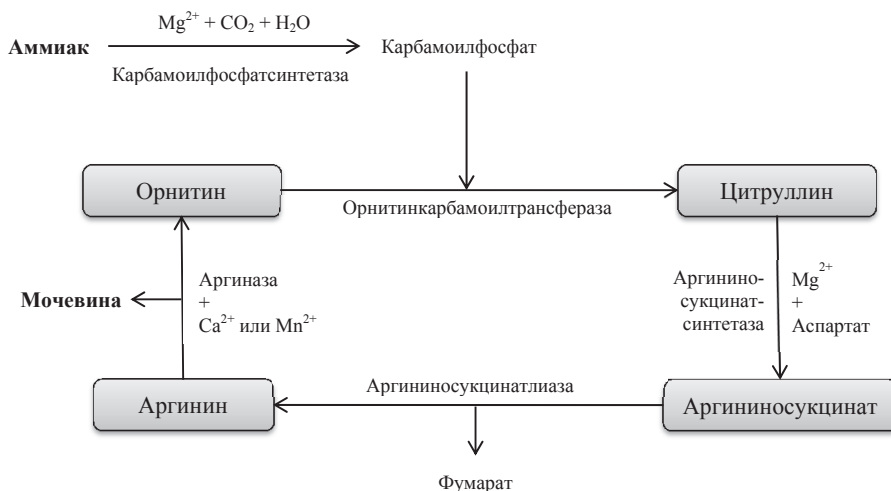 Mg²⁺ + CO₂ + H₂O
Аммиак
Карбамоилфосфат
Карбамоилфосфатсинтетаза
Орнитин
Цитруллин
Орнитинкарбамоилтрансфераза
Аргиназа
+
Ca²⁺ или Mn²⁺
Мочевина
Аргинино-
сукцинат-
синтетаза
Mg²⁺
+
Аспартат
Аргинин
Аргининосукцинатлиаза
Аргининосукцинат
Фумарат